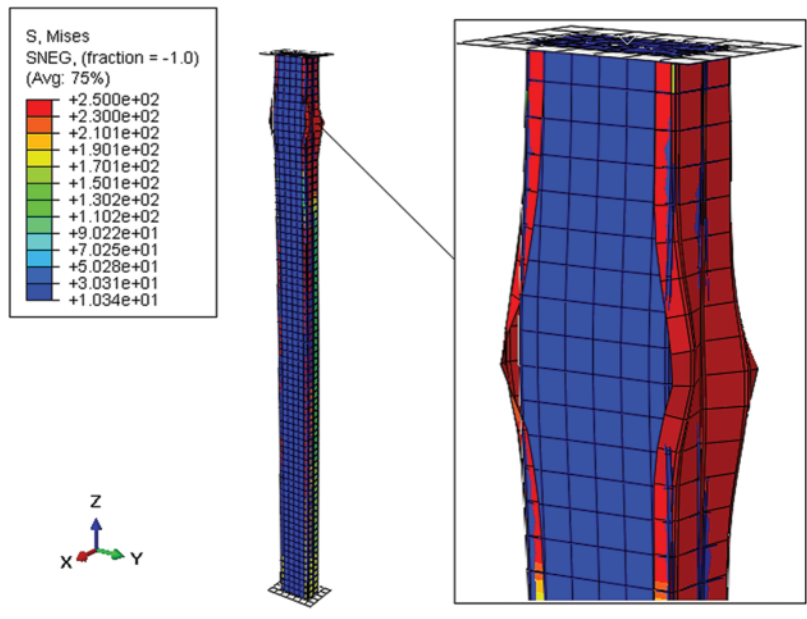 S, Mises
SNEG, (fraction = -1.0)
(Avg: 75%)
+2.500e+02
+2.300e+02
+2.101e+02
+1.901e+02
+1.701e+02
+1.501e+02
+1.302e+02
+1.102e+02
+9.022e+01
+7.025e+01
+5.028e+01
+3.031e+01
+1.034e+01
Z
X Y